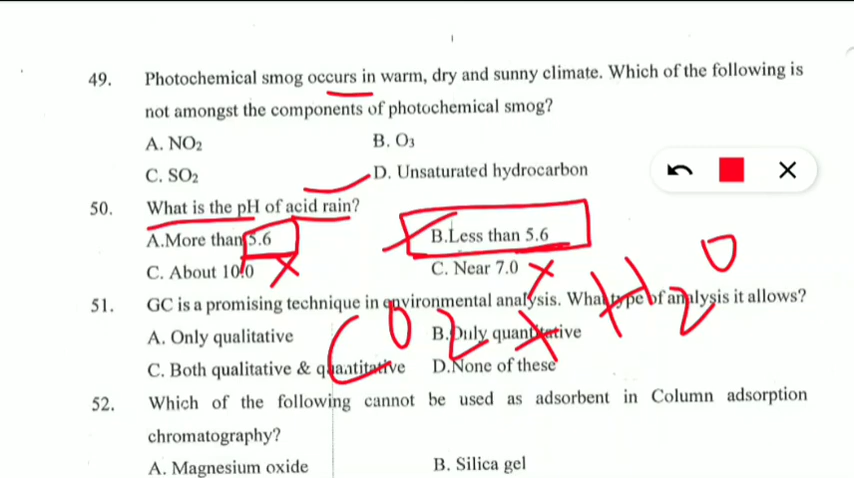 49. Photochemical smog occurs in warm, dry and sunny climate. Which of the following is
not amongst the components of photochemical smog?
A. NO₂ B. O₃
C. SO₂ D. Unsaturated hydrocarbon
50. What is the pH of acid rain?
A.More than 5.6 B.Less than 5.6
C. About 10.0 C. Near 7.0
51. GC is a promising technique in environmental analysis. What type of analysis it allows?
A. Only qualitative B.Only quantitative
C. Both qualitative & quantitative D.None of these
CO2 + H2O
52. Which of the following cannot be used as adsorbent in Column adsorption
chromatography?
A. Magnesium oxide B. Silica gel